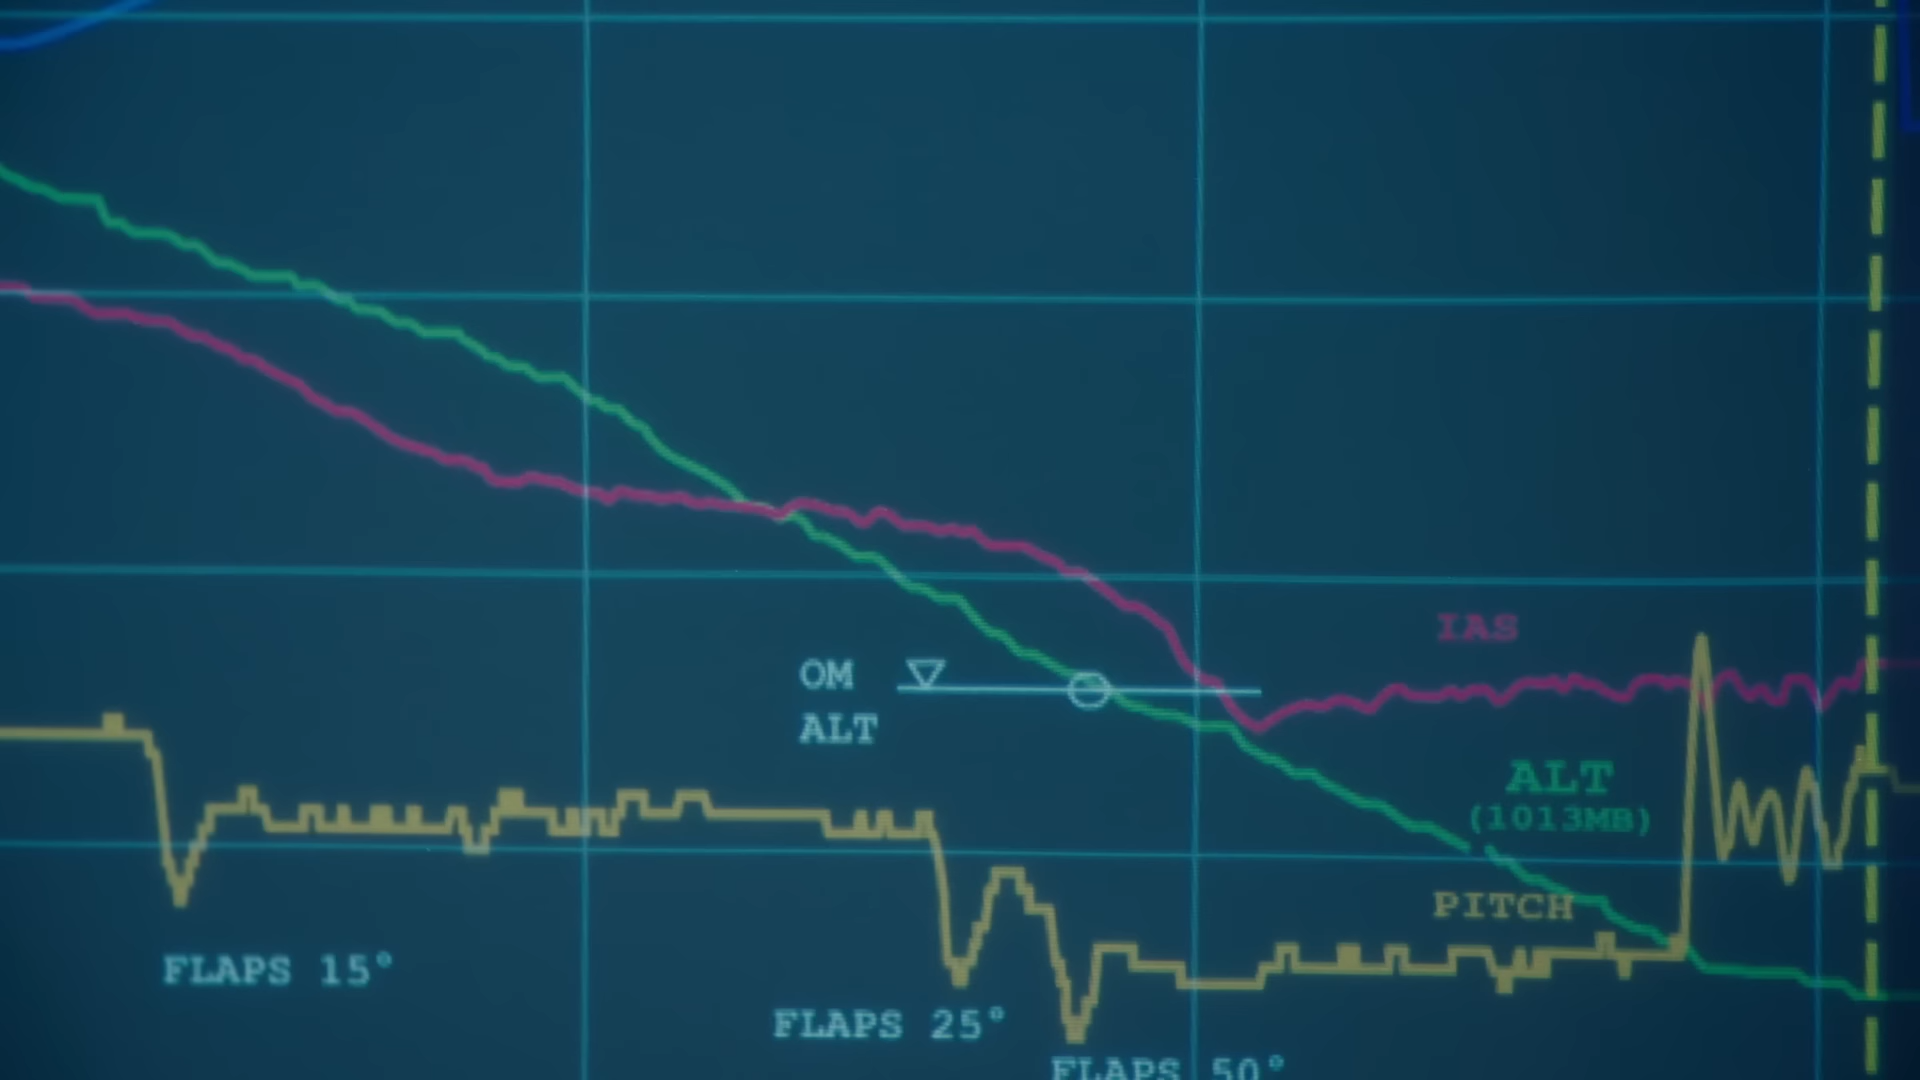 IAS
OM
ALT
ALT
(1013MB)
PITCH
FLAPS 15°
FLAPS 25°
FLAPS 50°